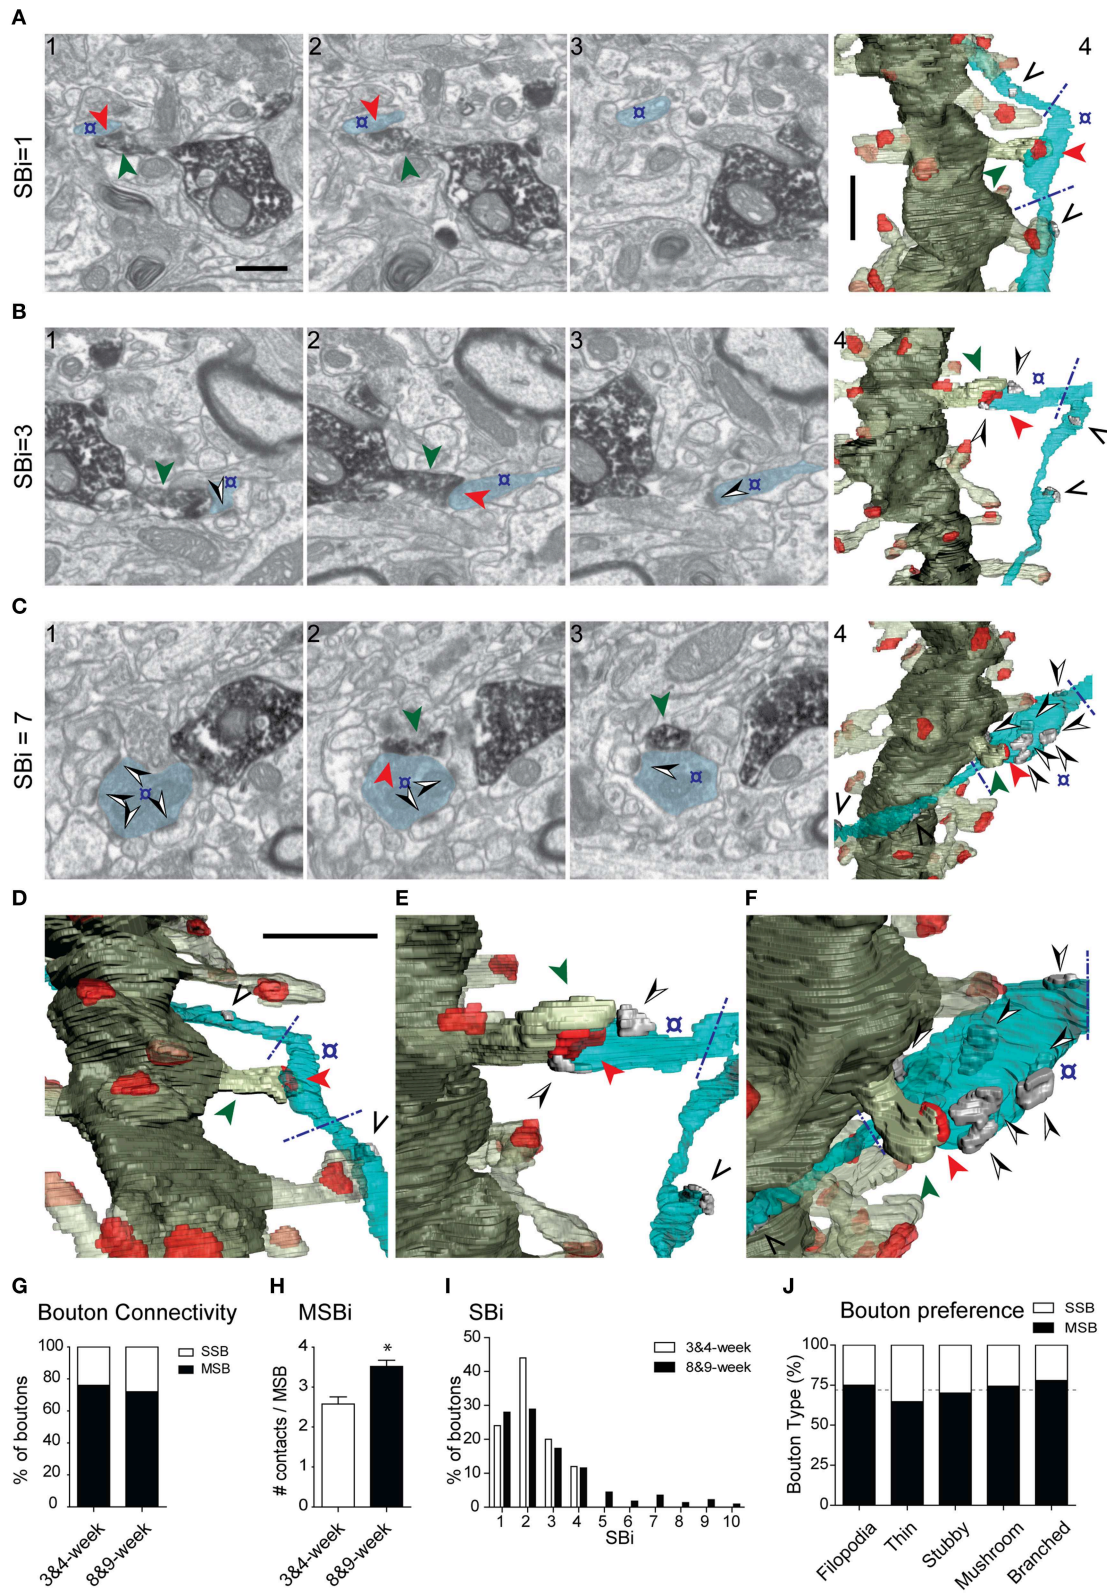 A
1
2
3
4
SBi=1
B
1
2
3
4
SBi=3
C
1
2
3
4
SBi = 7
D
E
F
G
Bouton Connectivity
SSB
MSB
% of boutons
100
80
60
40
20
0
3&4-week
8&9-week
H
MSBi
*
# contacts / MSB
4
3
2
1
0
3&4-week
8&9-week
I
SBi
3&4-week
8&9-week
% of boutons
50
40
30
20
10
0
1 2 3 4 5 6 7 8 9 10
SBi
J
Bouton preference
SSB
MSB
Bouton Type (%)
100
75
50
25
0
Filopodia
Thin
Stubby
Mushroom
Branched